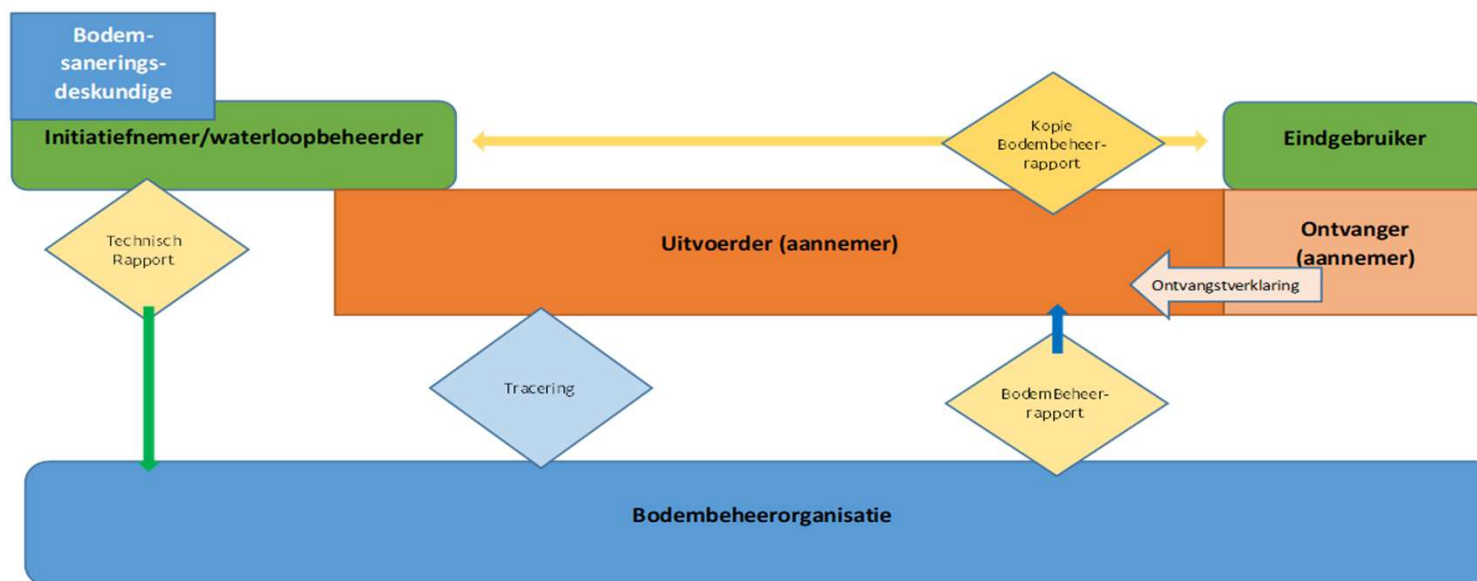 Bodem-
sanerings-
deskundige
Initiatiefnemer/waterloopbeheerder
Kopie
Bodembeheer-
rapport
Eindgebruiker
Technisch
Rapport
Uitvoerder (aannemer)
Ontvanger
(aannemer)
Ontvangstverklaring
Tracering
BodemBeheer-
rapport
Bodembeheerorganisatie